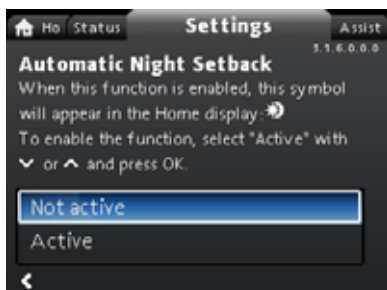 Ho Status Settings Assist
3.1.6.0.0.0
Automatic Night Setback
When this function is enabled, this symbol
will appear in the Home display:
To enable the function, select "Active" with
or and press OK.
Not active
Active